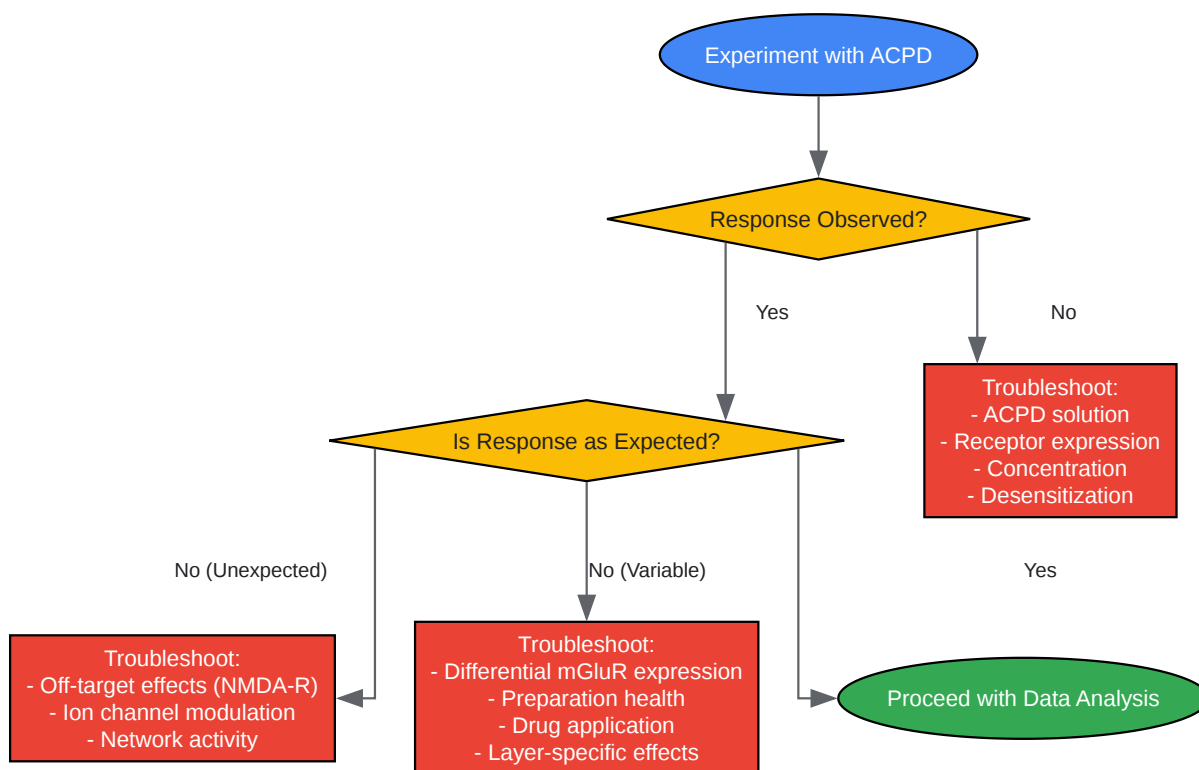 Experiment with ACPD
Response Observed?
Yes
No
Is Response as Expected?
Troubleshoot:
- ACPD solution
- Receptor expression
- Concentration
- Desensitization
No (Unexpected)
No (Variable)
Yes
Troubleshoot:
- Off-target effects (NMDA-R)
- Ion channel modulation
- Network activity
Troubleshoot:
- Differential mGluR expression
- Preparation health
- Drug application
- Layer-specific effects
Proceed with Data Analysis